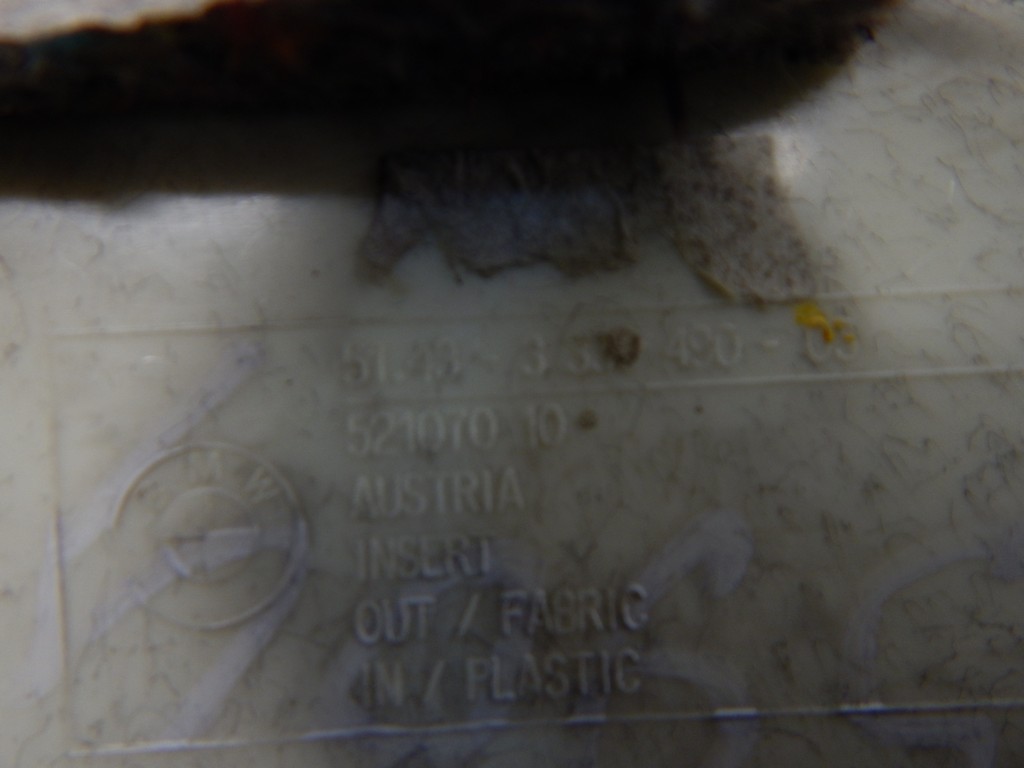 521070 10
AUSTRIA
INSERT
OUT / FABRIC
IN / PLASTIC